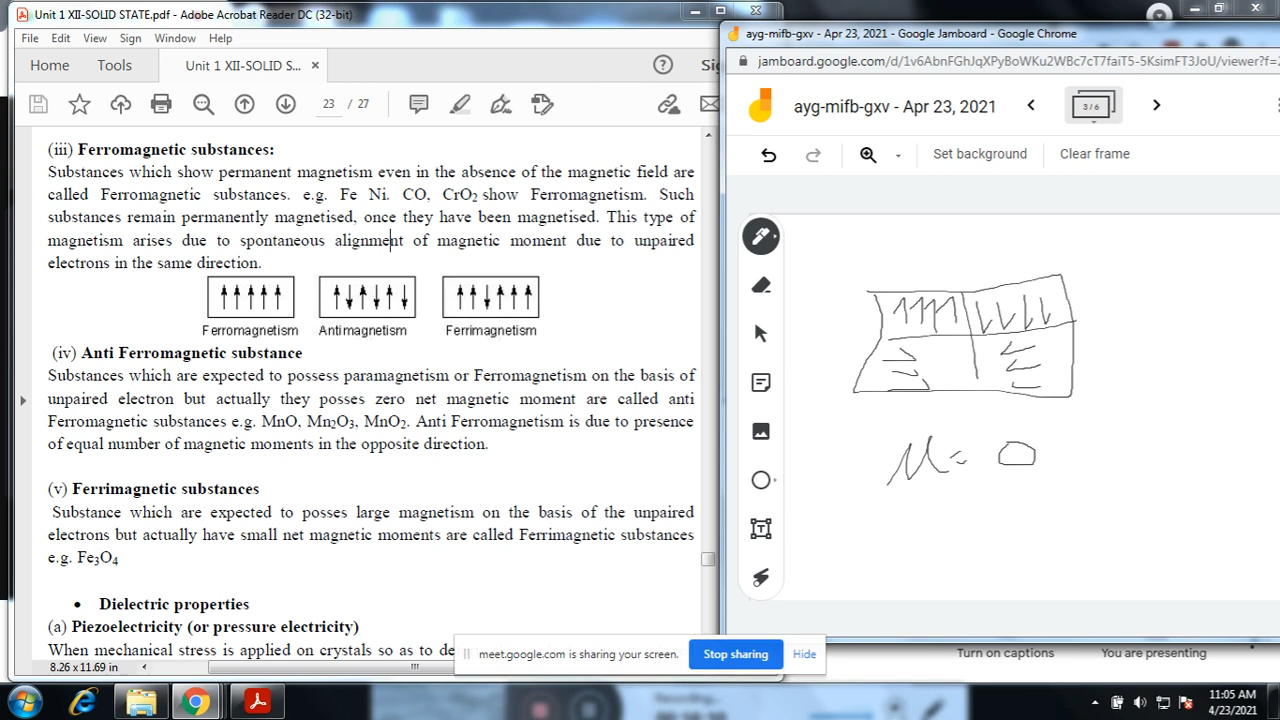 Unit 1 XII-SOLID STATE.pdf - Adobe Acrobat Reader DC (32-bit)
File Edit View Sign Window Help
Home Tools Unit 1 XII-SOLID S... × Sig
23 / 27
(iii) Ferromagnetic substances:
Substances which show permanent magnetism even in the absence of the magnetic field are
called Ferromagnetic substances. e.g. Fe Ni. CO, CrO2 show Ferromagnetism. Such
substances remain permanently magnetised, once they have been magnetised. This type of
magnetism arises due to spontaneous alignment of magnetic moment due to unpaired
electrons in the same direction.
Ferromagnetism Antimagnetism Ferrimagnetism
(iv) Anti Ferromagnetic substance
Substances which are expected to possess paramagnetism or Ferromagnetism on the basis of
unpaired electron but actually they posses zero net magnetic moment are called anti
Ferromagnetic substances e.g. MnO, Mn2O3, MnO2. Anti Ferromagnetism is due to presence
of equal number of magnetic moments in the opposite direction.
(v) Ferrimagnetic substances
Substance which are expected to posses large magnetism on the basis of the unpaired
electrons but actually have small net magnetic moments are called Ferrimagnetic substances
e.g. Fe3O4
• Dielectric properties
(a) Piezoelectricity (or pressure electricity)
When mechanical stress is applied on crystals so as to de
8.26 x 11.69 in
ayg-mifb-gxv - Apr 23, 2021 - Google Jamboard - Google Chrome
jamboard.google.com/d/1v6AbnFGhJqXPyBoWKu2WBc7cT7faiT5-5KsimFT3JoU/viewer?f=2
ayg-mifb-gxv - Apr 23, 2021
3 / 6
Set background Clear frame
μ = 0
meet.google.com is sharing your screen. Stop sharing Hide
Turn on captions You are presenting
Recording...
11:05 AM
4/23/2021